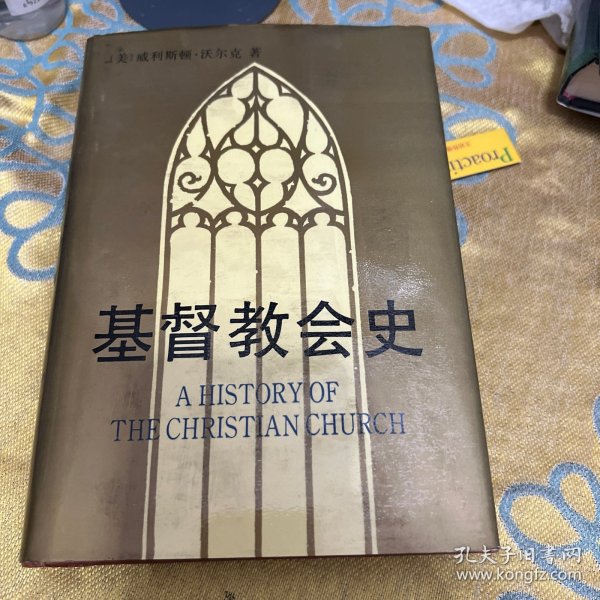 [美]威利斯顿·沃尔克 著
基督教会史
A HISTORY OF
THE CHRISTIAN CHURCH
Proacti
孔夫子旧书网
www.kongfz.com